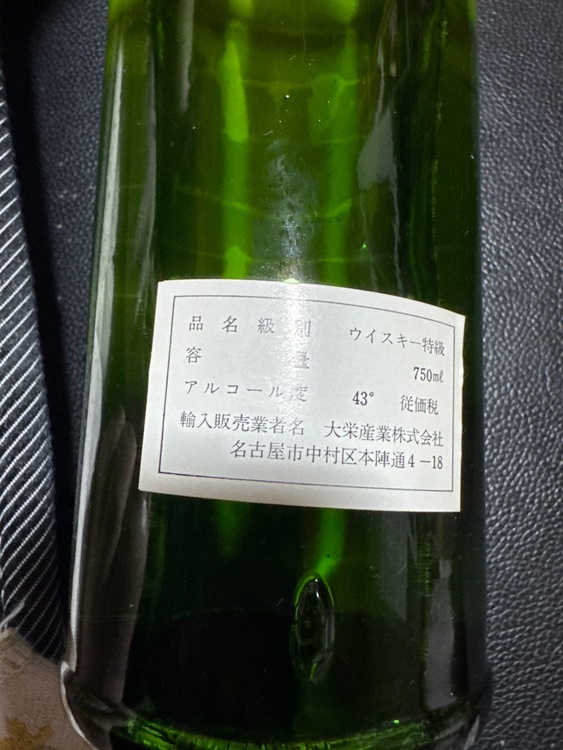 品名級別 ウイスキー特級
容量 750㎖
アルコール度 43° 従価税
輸入販売業者名 大栄産業株式会社
名古屋市中村区本陣通4-18